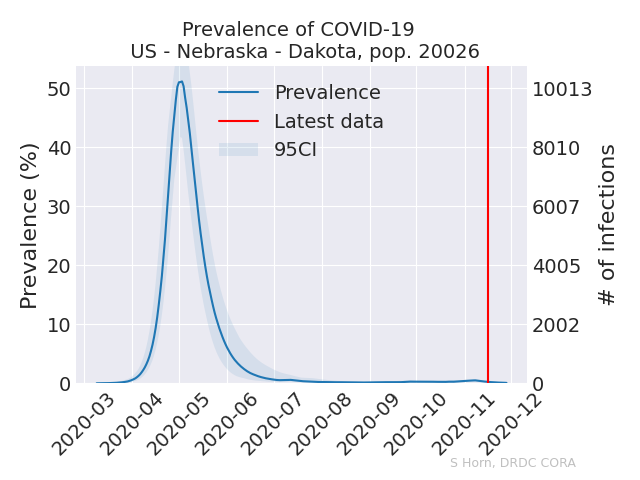 Prevalence of COVID-19
US - Nebraska - Dakota, pop. 20026
Prevalence
Latest data
95CI
Prevalence (%)
50
40
30
20
10
0
# of infections
10013
8010
6007
4005
2002
0
2020-03
2020-04
2020-05
2020-06
2020-07
2020-08
2020-09
2020-10
2020-11
2020-12
S Horn, DRDC CORA